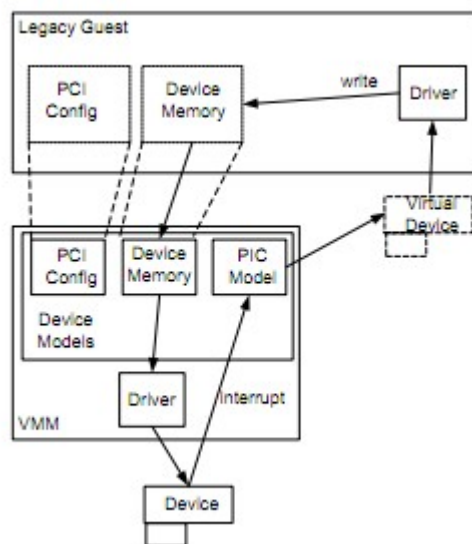 Legacy Guest
PCI
Config
Device
Memory
write
Driver
Virtual
Device
PCI
Config
Device
Memory
PIC
Model
Device
Models
Driver
Interrupt
VMM
Device